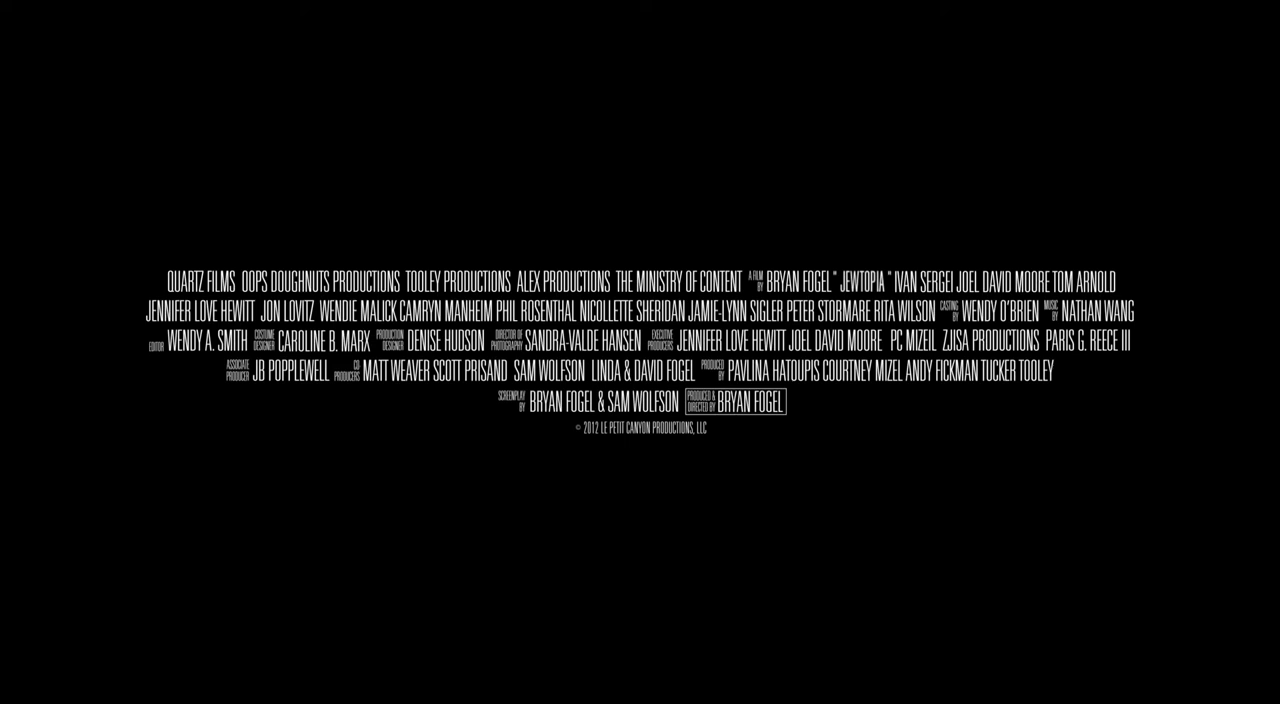 QUARTZ FILMS OOPS DOUGHNUTS PRODUCTIONS TOOLEY PRODUCTIONS ALEX PRODUCTIONS THE MINISTRY OF CONTENT A FILM BY BRYAN FOGEL " JEWTOPIA " IVAN SERGEI JOEL DAVID MOORE TOM ARNOLD
JENNIFER LOVE HEWITT JON LOVITZ WENDIE MALICK CAMRYN MANHEIM PHIL ROSENTHAL NICOLLETTE SHERIDAN JAMIE-LYNN SIGLER PETER STORMARE RITA WILSON CASTING BY WENDY O'BRIEN MUSIC BY NATHAN WANG
EDITOR WENDY A. SMITH COSTUME DESIGNER CAROLINE B. MARX PRODUCTION DESIGNER DENISE HUDSON DIRECTOR OF PHOTOGRAPHY SANDRA-VALDE HANSEN EXECUTIVE PRODUCERS JENNIFER LOVE HEWITT JOEL DAVID MOORE PC MIZEIL ZJISA PRODUCTIONS PARIS G. REECE III
ASSOCIATE PRODUCER JB POPPLEWELL CO PRODUCERS MATT WEAVER SCOTT PRISAND SAM WOLFSON LINDA & DAVID FOGEL PRODUCED BY PAVLINA HATOUPIS COURTNEY MIZEL ANDY FICKMAN TUCKER TOOLEY
SCREENPLAY BY BRYAN FOGEL & SAM WOLFSON PRODUCED & DIRECTED BY BRYAN FOGEL
© 2012 LE PETIT CANYON PRODUCTIONS, LLC